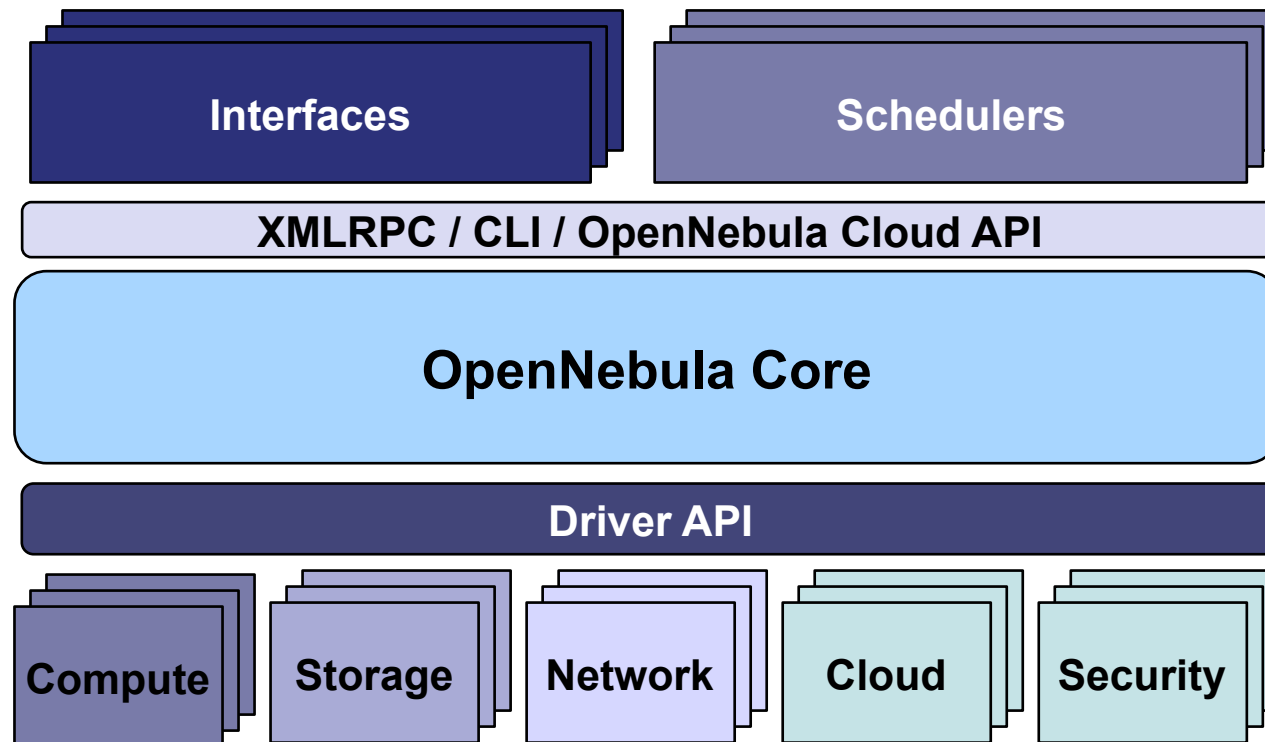 Interfaces
Schedulers
XMLRPC / CLI / OpenNebula Cloud API
OpenNebula Core
Driver API
Compute
Storage
Network
Cloud
Security